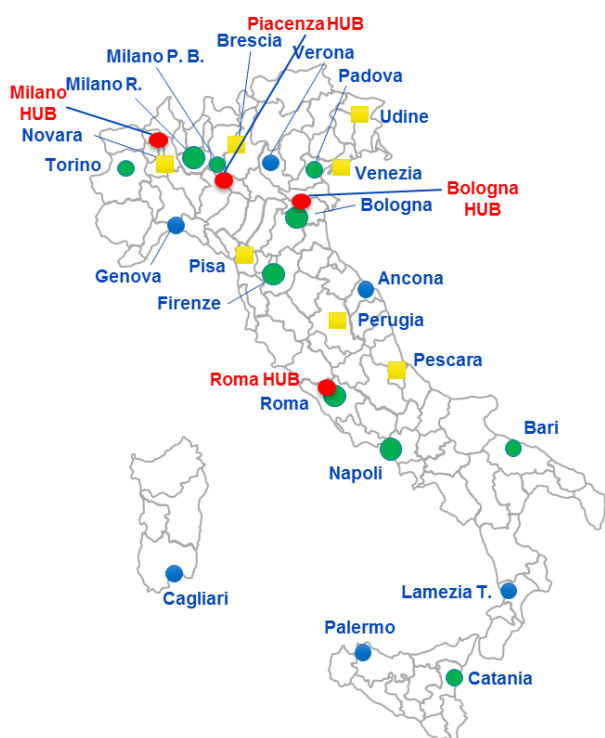 Piacenza HUB
Brescia
Verona
Milano P. B.
Padova
Milano R.
Milano
HUB
Udine
Novara
Torino
Venezia
Bologna
HUB
Bologna
Genova
Pisa
Ancona
Firenze
Perugia
Pescara
Roma HUB
Roma
Bari
Napoli
Lamezia T.
Cagliari
Palermo
Catania